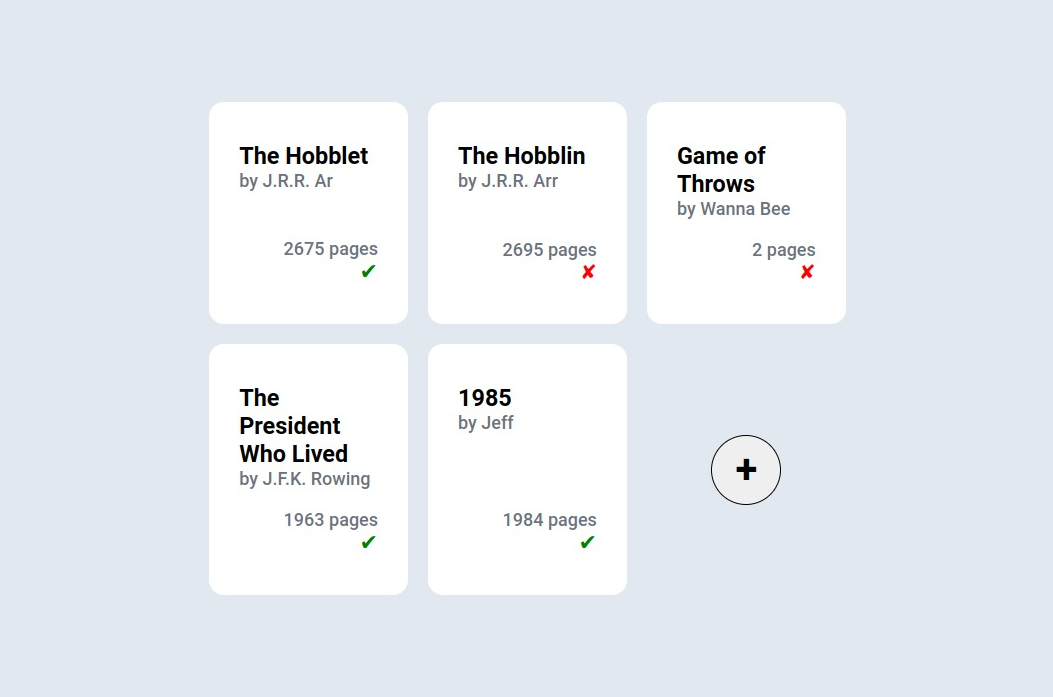 The Hobblet
by J.R.R. Ar
2675 pages
✔
The Hobblin
by J.R.R. Arr
2695 pages
✘
Game of
Throws
by Wanna Bee
2 pages
✘
The
President
Who Lived
by J.F.K. Rowing
1963 pages
✔
1985
by Jeff
1984 pages
✔
+